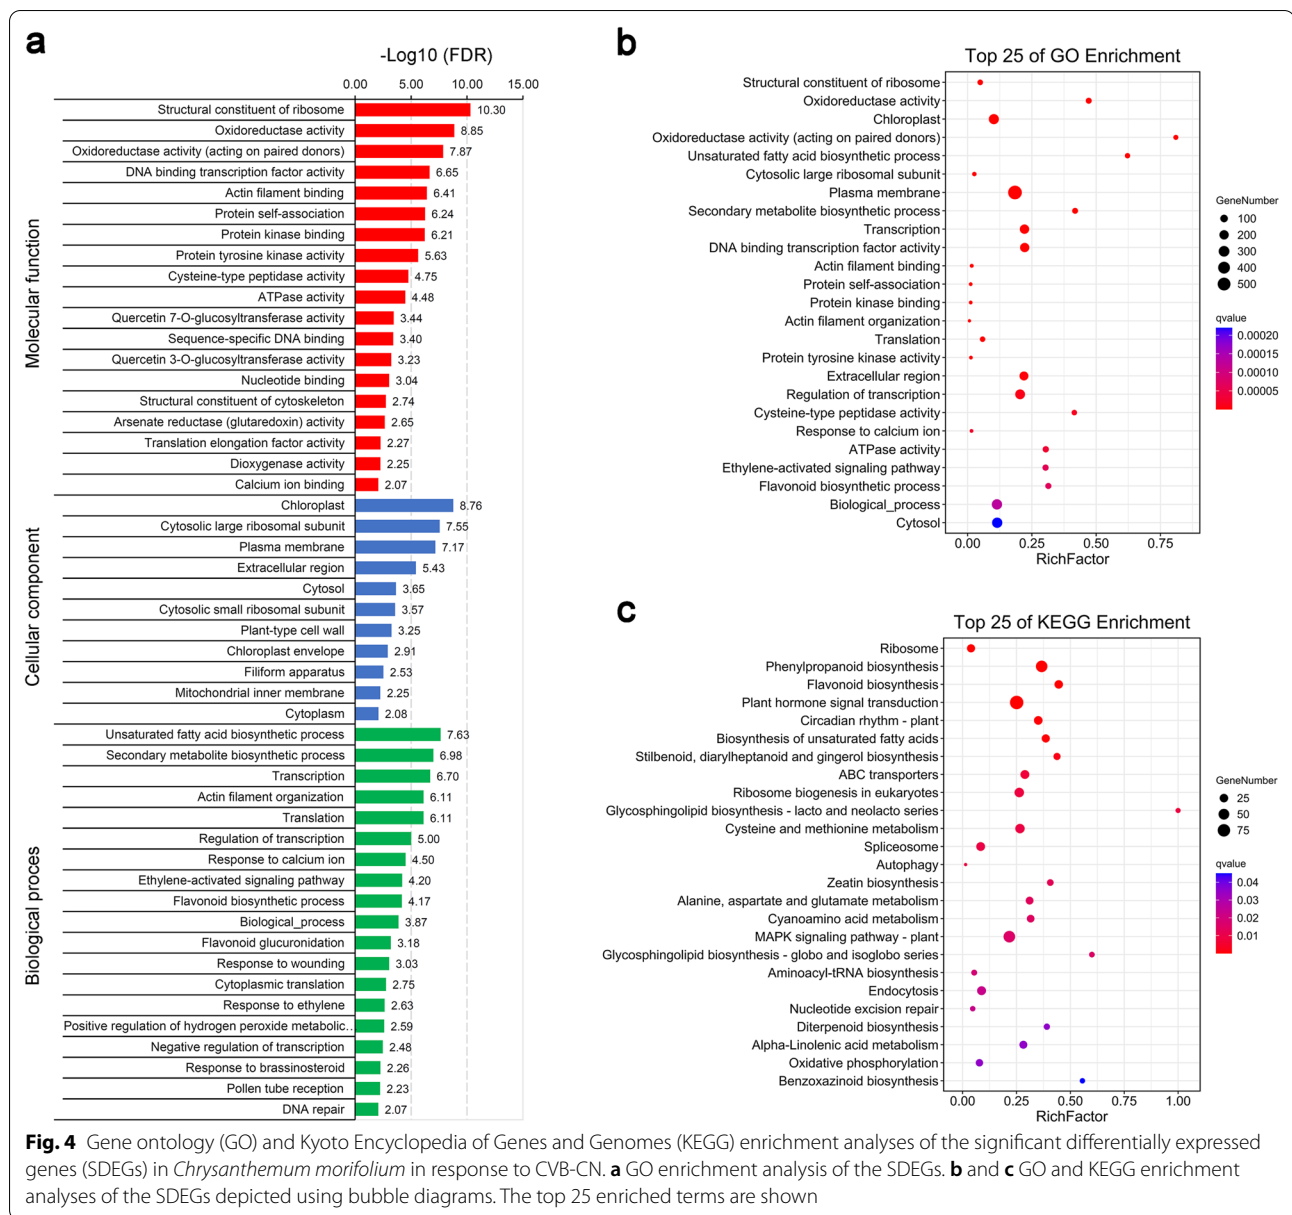 a
-Log10 (FDR)
0.00 5.00 10.00 15.00
Molecular function
Structural constituent of ribosome 10.30
Oxidoreductase activity 8.85
Oxidoreductase activity (acting on paired donors) 7.87
DNA binding transcription factor activity 6.65
Actin filament binding 6.41
Protein self-association 6.24
Protein kinase binding 6.21
Protein tyrosine kinase activity 5.63
Cysteine-type peptidase activity 4.75
ATPase activity 4.48
Quercetin 7-O-glucosyltransferase activity 3.44
Sequence-specific DNA binding 3.40
Quercetin 3-O-glucosyltransferase activity 3.23
Nucleotide binding 3.04
Structural constituent of cytoskeleton 2.74
Arsenate reductase (glutaredoxin) activity 2.65
Translation elongation factor activity 2.27
Dioxygenase activity 2.25
Calcium ion binding 2.07
Cellular component
Chloroplast 8.76
Cytosolic large ribosomal subunit 7.55
Plasma membrane 7.17
Extracellular region 5.43
Cytosol 3.65
Cytosolic small ribosomal subunit 3.57
Plant-type cell wall 3.25
Chloroplast envelope 2.91
Filiform apparatus 2.53
Mitochondrial inner membrane 2.25
Cytoplasm 2.08
Biological proces
Unsaturated fatty acid biosynthetic process 7.63
Secondary metabolite biosynthetic process 6.98
Transcription 6.70
Actin filament organization 6.11
Translation 6.11
Regulation of transcription 5.00
Response to calcium ion 4.50
Ethylene-activated signaling pathway 4.20
Flavonoid biosynthetic process 4.17
Biological_process 3.87
Flavonoid glucuronidation 3.18
Response to wounding 3.03
Cytoplasmic translation 2.75
Response to ethylene 2.63
Positive regulation of hydrogen peroxide metabolic.. 2.59
Negative regulation of transcription 2.48
Response to brassinosteroid 2.26
Pollen tube reception 2.23
DNA repair 2.07
b
Top 25 of GO Enrichment
Structural constituent of ribosome
Oxidoreductase activity
Chloroplast
Oxidoreductase activity (acting on paired donors)
Unsaturated fatty acid biosynthetic process
Cytosolic large ribosomal subunit
Plasma membrane
Secondary metabolite biosynthetic process
Transcription
DNA binding transcription factor activity
Actin filament binding
Protein self-association
Protein kinase binding
Actin filament organization
Translation
Protein tyrosine kinase activity
Extracellular region
Regulation of transcription
Cysteine-type peptidase activity
Response to calcium ion
ATPase activity
Ethylene-activated signaling pathway
Flavonoid biosynthetic process
Biological_process
Cytosol
0.00 0.25 0.50 0.75
RichFactor
GeneNumber
100
200
300
400
500
qvalue
0.00020
0.00015
0.00010
0.00005
c
Top 25 of KEGG Enrichment
Ribosome
Phenylpropanoid biosynthesis
Flavonoid biosynthesis
Plant hormone signal transduction
Circadian rhythm - plant
Biosynthesis of unsaturated fatty acids
Stilbenoid, diarylheptanoid and gingerol biosynthesis
ABC transporters
Ribosome biogenesis in eukaryotes
Glycosphingolipid biosynthesis - lacto and neolacto series
Cysteine and methionine metabolism
Spliceosome
Autophagy
Zeatin biosynthesis
Alanine, aspartate and glutamate metabolism
Cyanoamino acid metabolism
MAPK signaling pathway - plant
Glycosphingolipid biosynthesis - globo and isoglobo series
Aminoacyl-tRNA biosynthesis
Endocytosis
Nucleotide excision repair
Diterpenoid biosynthesis
Alpha-Linolenic acid metabolism
Oxidative phosphorylation
Benzoxazinoid biosynthesis
0.00 0.25 0.50 0.75 1.00
RichFactor
GeneNumber
25
50
75
qvalue
0.04
0.03
0.02
0.01
Fig. 4 Gene ontology (GO) and Kyoto Encyclopedia of Genes and Genomes (KEGG) enrichment analyses of the significant differentially expressed
genes (SDEGs) in Chrysanthemum morifolium in response to CVB-CN. a GO enrichment analysis of the SDEGs. b and c GO and KEGG enrichment
analyses of the SDEGs depicted using bubble diagrams. The top 25 enriched terms are shown